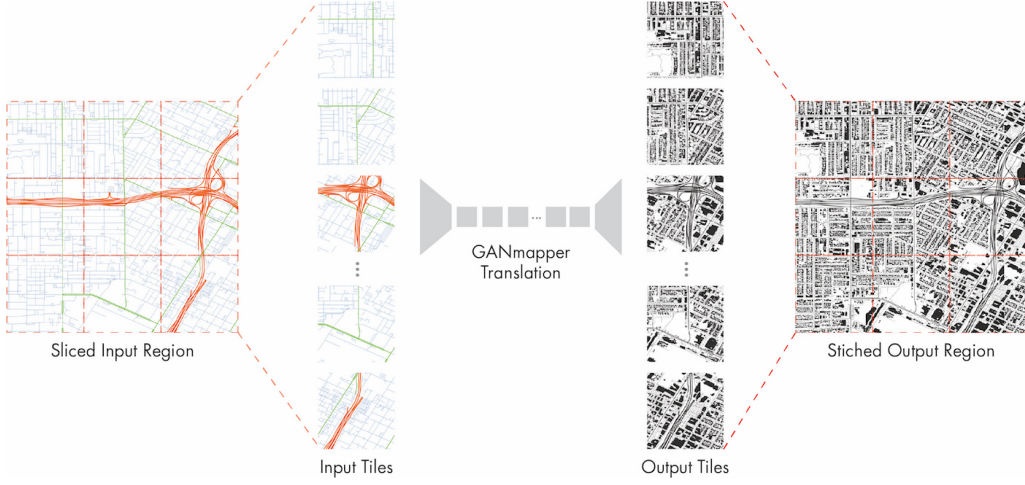 GANmapper
Translation
Sliced Input Region
Stiched Output Region
Input Tiles
Output Tiles